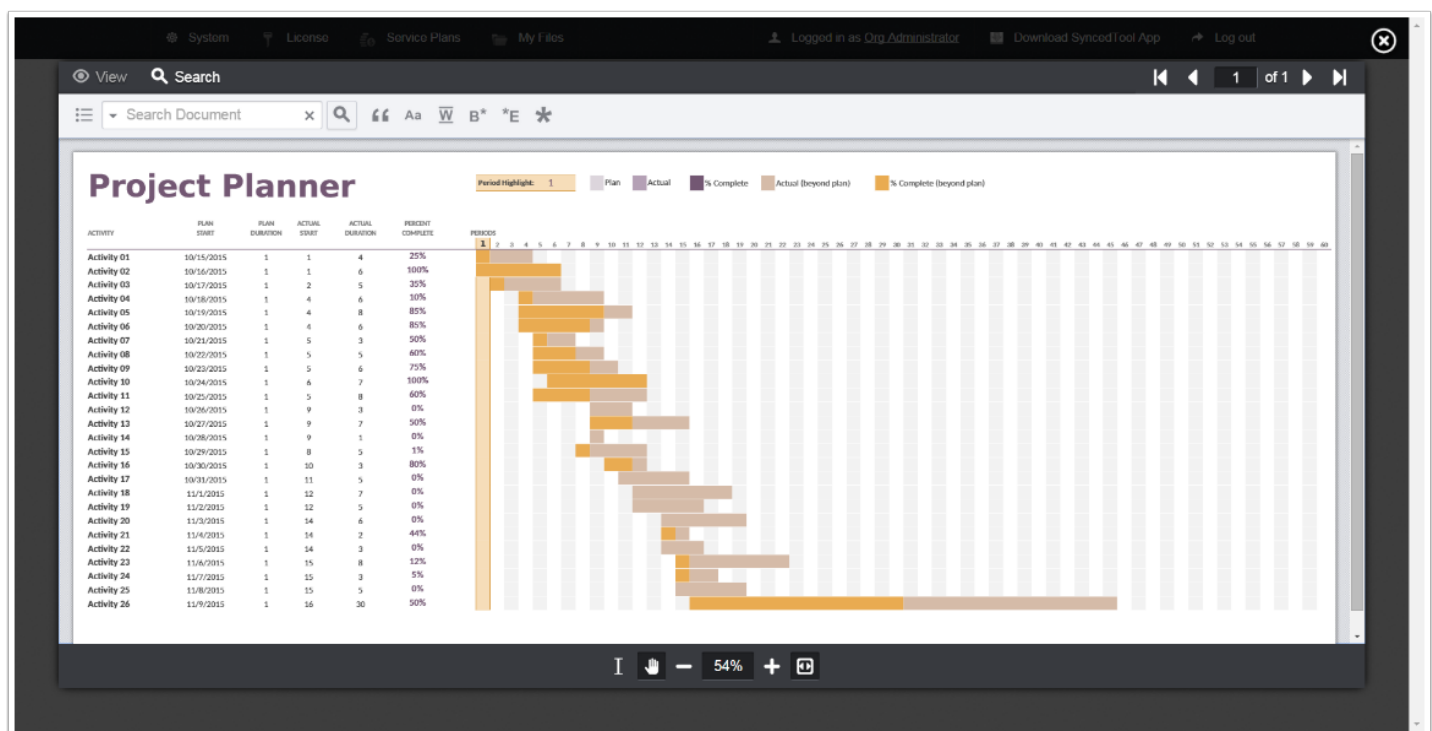 System License Service Plans My Files Logged in as Org Administrator Download SyncedTool App Log out
View Search 1 of 1
Search Document Aa W B* *E *
Project Planner
Period Highlight: 1 Plan Actual % Complete Actual (beyond plan) % Complete (beyond plan)
ACTIVITY PLAN START PLAN DURATION ACTUAL START ACTUAL DURATION PERCENT COMPLETE PERIODS
1 2 3 4 5 6 7 8 9 10 11 12 13 14 15 16 17 18 19 20 21 22 23 24 25 26 27 28 29 30 31 32 33 34 35 36 37 38 39 40 41 42 43 44 45 46 47 48 49 50 51 52 53 54 55 56 57 58 59 60
Activity 01 10/15/2015 1 1 4 25%
Activity 02 10/16/2015 1 1 6 100%
Activity 03 10/17/2015 1 2 5 35%
Activity 04 10/18/2015 1 4 6 10%
Activity 05 10/19/2015 1 4 8 85%
Activity 06 10/20/2015 1 4 6 85%
Activity 07 10/21/2015 1 5 3 50%
Activity 08 10/22/2015 1 5 5 60%
Activity 09 10/23/2015 1 5 6 75%
Activity 10 10/24/2015 1 6 7 100%
Activity 11 10/25/2015 1 5 8 60%
Activity 12 10/26/2015 1 9 3 0%
Activity 13 10/27/2015 1 9 7 50%
Activity 14 10/28/2015 1 9 1 0%
Activity 15 10/29/2015 1 8 5 1%
Activity 16 10/30/2015 1 10 3 80%
Activity 17 10/31/2015 1 11 5 0%
Activity 18 11/1/2015 1 12 7 0%
Activity 19 11/2/2015 1 12 5 0%
Activity 20 11/3/2015 1 14 6 0%
Activity 21 11/4/2015 1 14 2 44%
Activity 22 11/5/2015 1 14 3 0%
Activity 23 11/6/2015 1 15 8 12%
Activity 24 11/7/2015 1 15 3 5%
Activity 25 11/8/2015 1 15 5 0%
Activity 26 11/9/2015 1 16 30 50%
54%